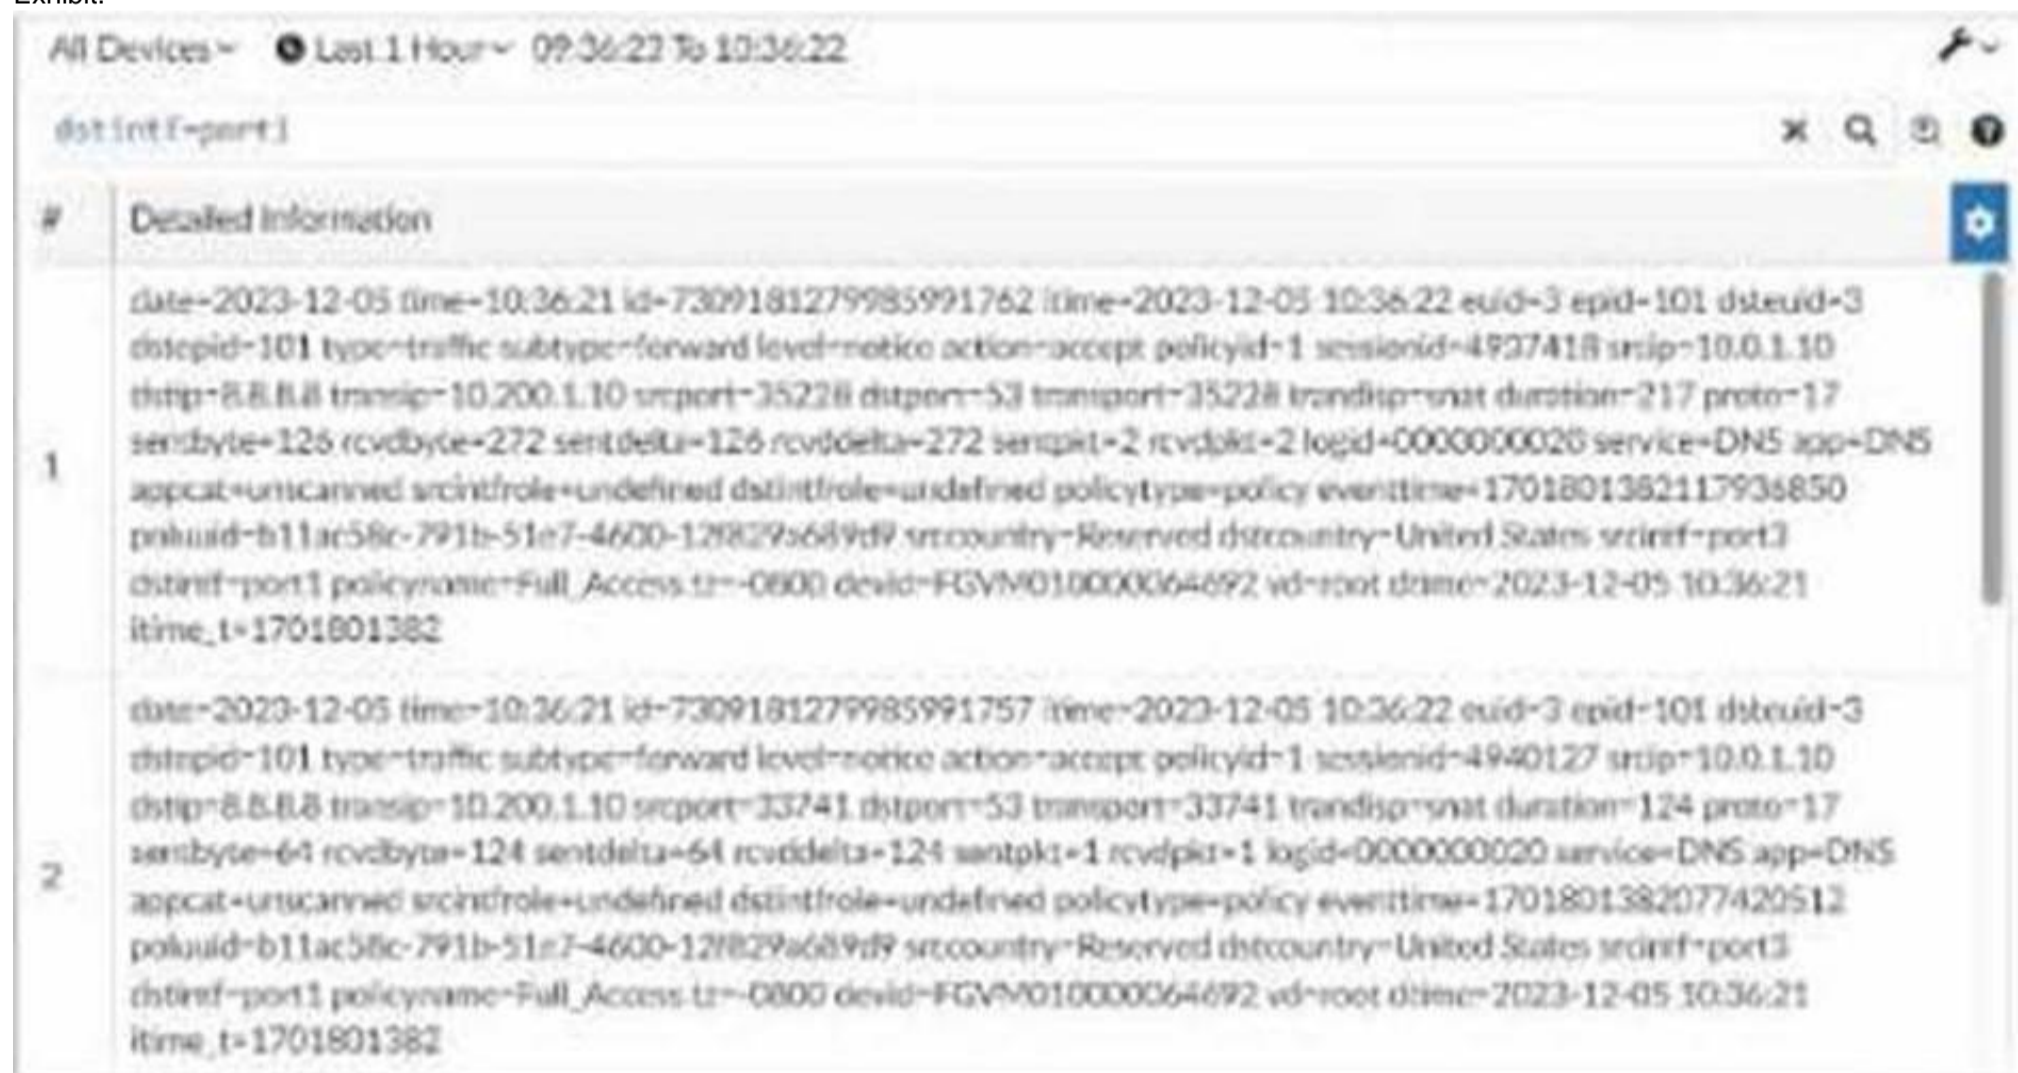 Exhibit:
All Devices Last 1 Hour 09:36:23 To 10:36:22
dstintf=port1
# Detailed Information
date=2023-12-05 time=10:36:21 id=7309181279985991762 itime=2023-12-05 10:36:22 euid=3 epid=101 dsteuid=3
dstepid=101 type=traffic subtype=forward level=notice action=accept policyid=1 sessionid=4937418 srcip=10.0.1.10
dstip=8.8.8.8 transip=10.200.1.10 srcport=35228 dstport=53 transport=35228 trandisp=snat duration=217 proto=17
1
sentbyte=126 rcvdbyte=272 sentdelta=126 rcvddelta=272 sentpkt=2 rcvdpkt=2 logid=0000000020 service=DNS app=DNS
appcat=unscanned srcintfrole=undefined dstintfrole=undefined policytype=policy eventtime=1701801382117936850
poluuid=b11ac58c-791b-51e7-4600-12f829a689d9 srccountry=Reserved dstcountry=United States srcintf=port3
dstintf=port1 policyname=Full_Access tz=-0800 devid=FGVM010000064692 vd=root dtime=2023-12-05 10:36:21
itime_t=1701801382
date=2023-12-05 time=10:36:21 id=7309181279985991757 itime=2023-12-05 10:36:22 euid=3 epid=101 dsteuid=3
dstepid=101 type=traffic subtype=forward level=notice action=accept policyid=1 sessionid=4940127 srcip=10.0.1.10
dstip=8.8.8.8 transip=10.200.1.10 srcport=33741 dstport=53 transport=33741 trandisp=snat duration=124 proto=17
2
sentbyte=64 rcvdbyte=124 sentdelta=64 rcvddelta=124 sentpkt=1 rcvdpkt=1 logid=0000000020 service=DNS app=DNS
appcat=unscanned srcintfrole=undefined dstintfrole=undefined policytype=policy eventtime=1701801382077420512
poluuid=b11ac58c-791b-51e7-4600-12f829a689d9 srccountry=Reserved dstcountry=United States srcintf=port3
dstintf=port1 policyname=Full_Access tz=-0800 devid=FGVM010000064692 vd=root dtime=2023-12-05 10:36:21
itime_t=1701801382